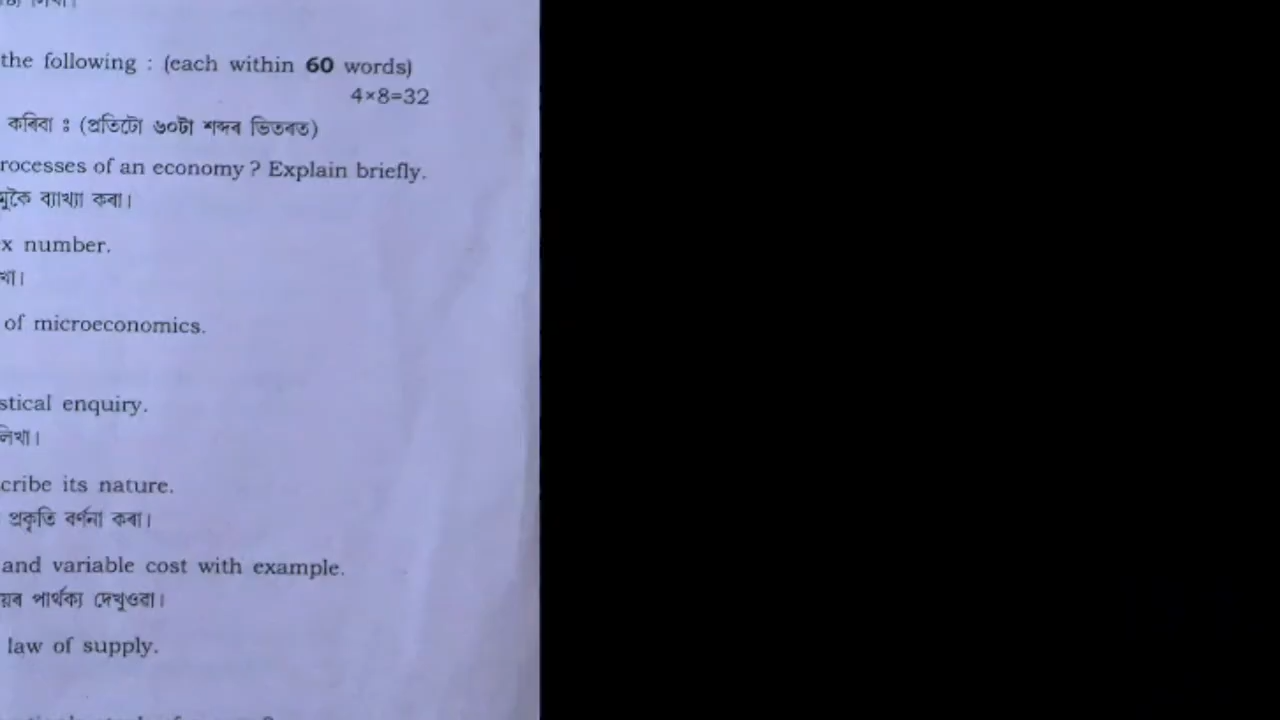 the following : (each within 60 words)
4×8=32
কৰিবা ঃ (প্ৰতিটো ৬০টা শব্দৰ ভিতৰত)
rocesses of an economy ? Explain briefly.
মুকৈ ব্যাখ্যা কৰা।
x number.
খা।
of microeconomics.
stical enquiry.
লিখা।
cribe its nature.
প্ৰকৃতি বৰ্ণনা কৰা।
and variable cost with example.
য়ৰ পাৰ্থক্য দেখুওৱা।
law of supply.